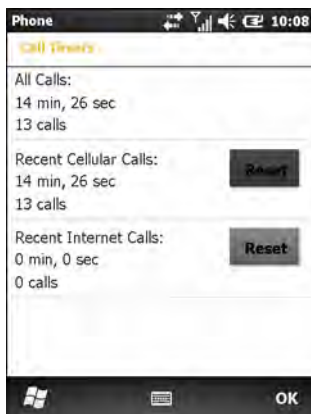 Phone 10:08
Call Timers
All Calls:
14 min, 26 sec
13 calls
Recent Cellular Calls:
14 min, 26 sec
13 calls
Reset
Recent Internet Calls:
0 min, 0 sec
0 calls
Reset
OK